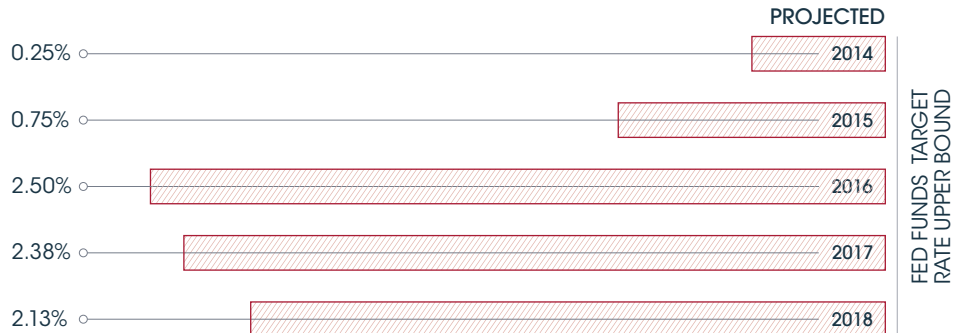 PROJECTED
0.25% 2014
0.75% 2015
2.50% 2016
2.38% 2017
2.13% 2018
FED FUNDS TARGET
RATE UPPER BOUND